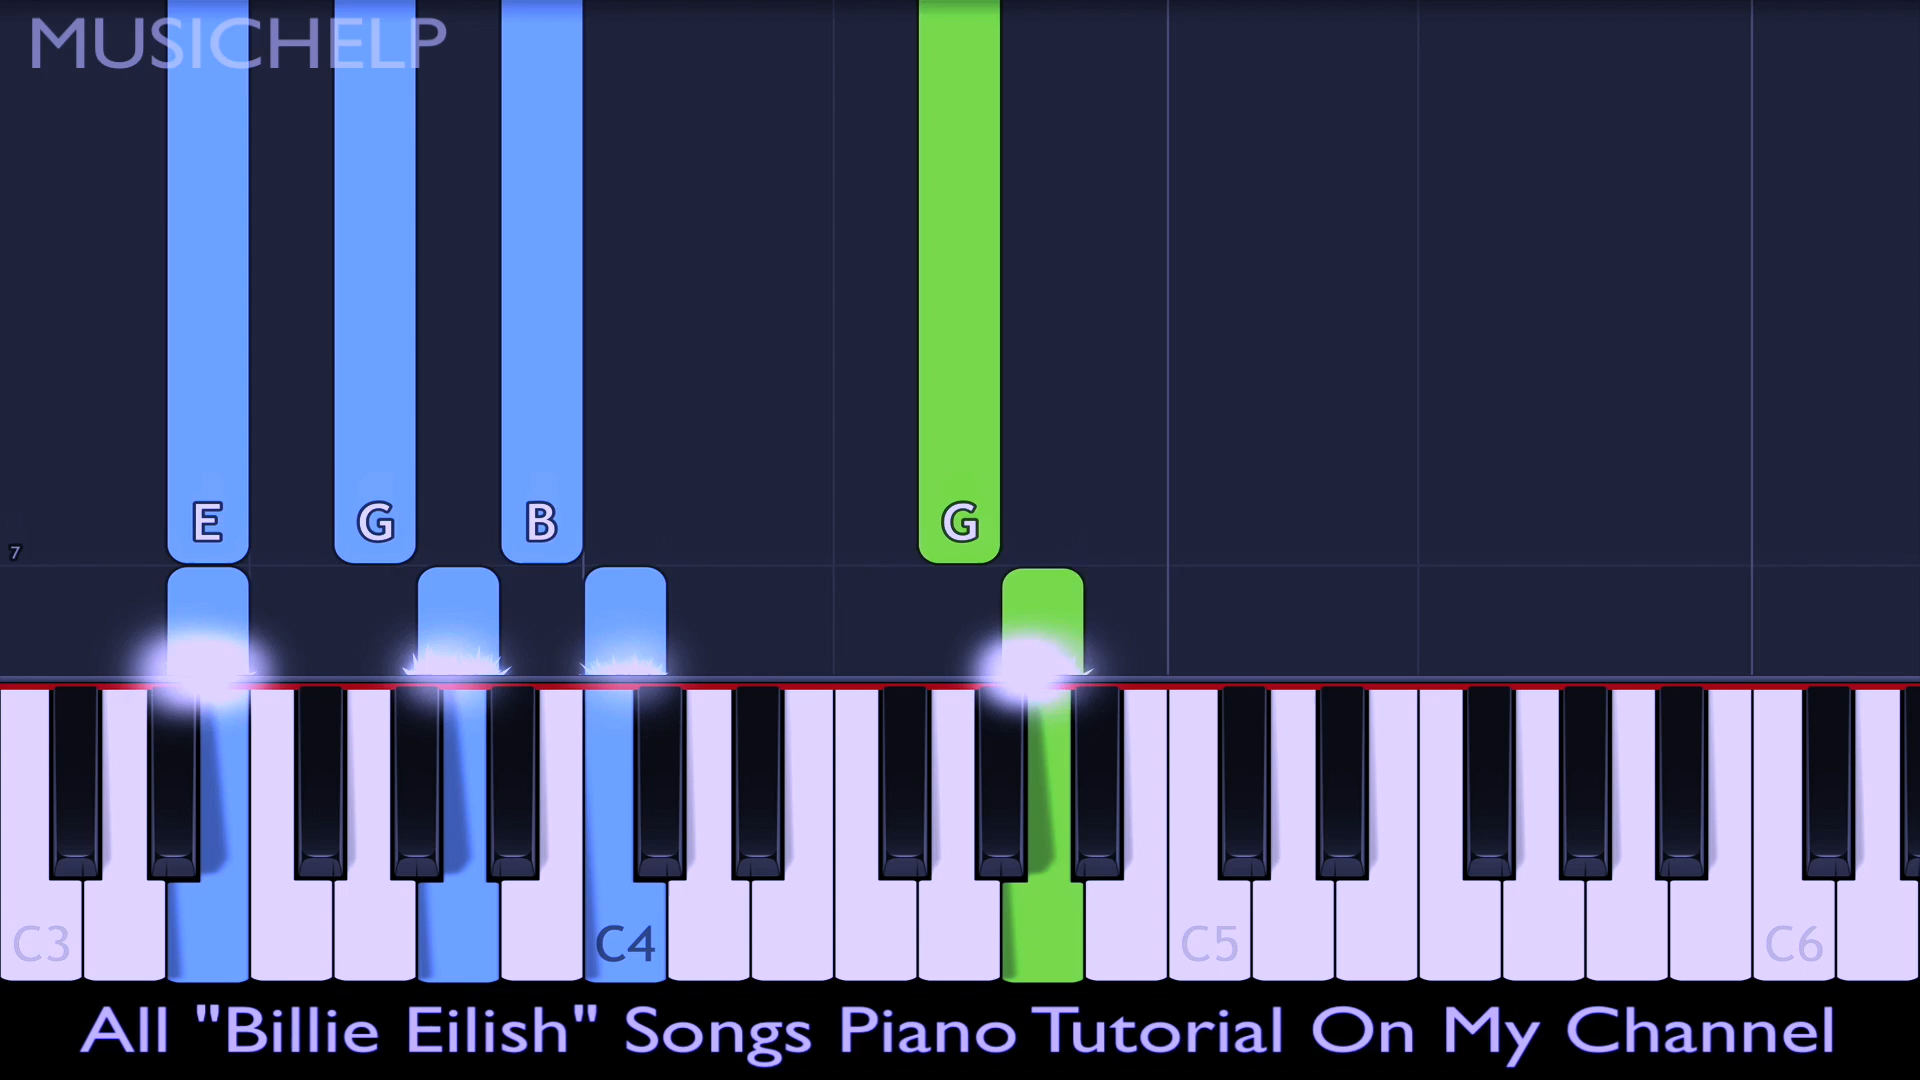 MUSICHELP
E G B G
7
C3 C4 C5 C6
All "Billie Eilish" Songs Piano Tutorial On My Channel